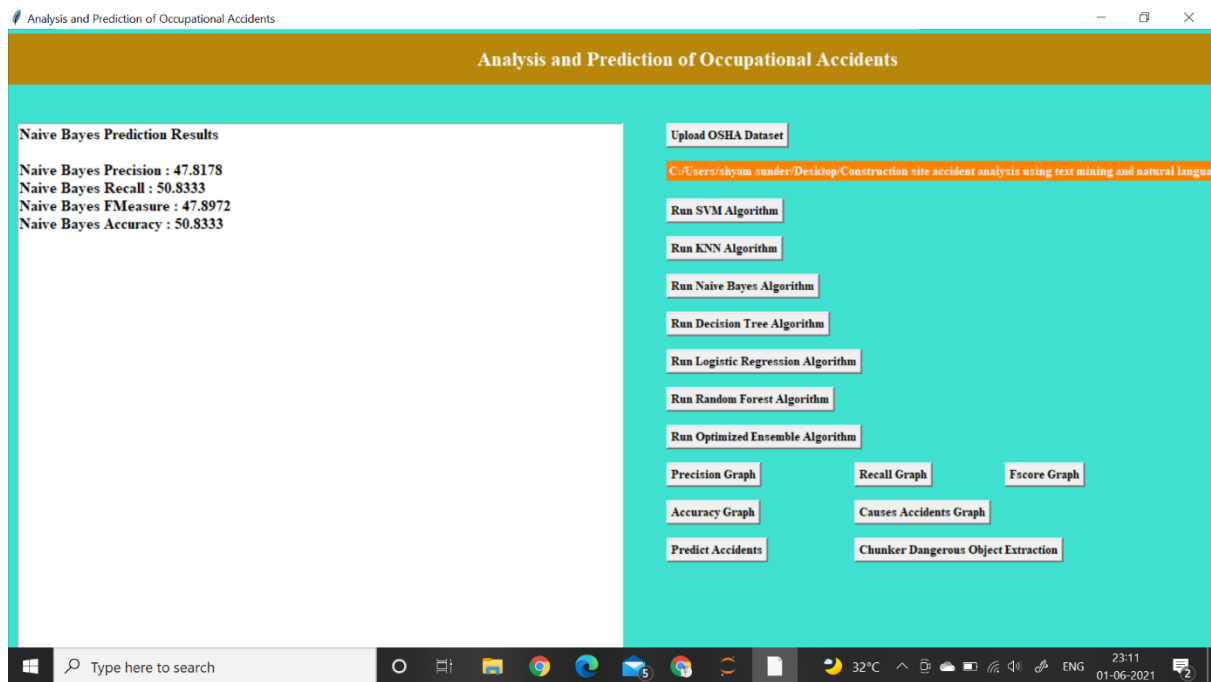 Analysis and Prediction of Occupational Accidents
Analysis and Prediction of Occupational Accidents
Naive Bayes Prediction Results
Naive Bayes Precision : 47.8178
Naive Bayes Recall : 50.8333
Naive Bayes FMeasure : 47.8972
Naive Bayes Accuracy : 50.8333
Upload OSHA Dataset
C:/Users/shyam sunder/Desktop/Construction site accident analysis using text mining and natural langua
Run SVM Algorithm
Run KNN Algorithm
Run Naive Bayes Algorithm
Run Decision Tree Algorithm
Run Logistic Regression Algorithm
Run Random Forest Algorithm
Run Optimized Ensemble Algorithm
Precision Graph Recall Graph Fscore Graph
Accuracy Graph Causes Accidents Graph
Predict Accidents Chunker Dangerous Object Extraction
Type here to search 5 32°C ENG 23:11 2
01-06-2021